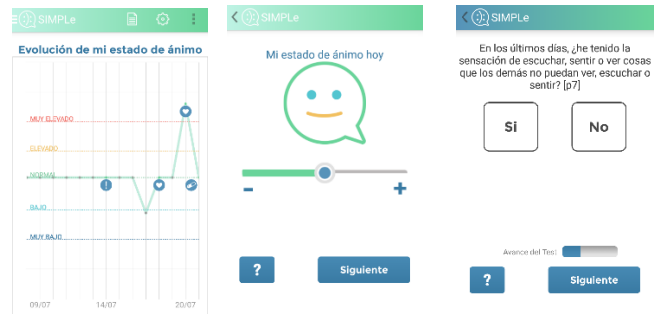 SIMPLe
Evolución de mi estado de ánimo
MUY ELEVADO
ELEVADO
NORMAL
BAJO
MUY BAJO
09/07
14/07
20/07
SIMPLe
Mi estado de ánimo hoy
- +
?
Siguiente
SIMPLe
En los últimos días, ¿he tenido la
sensación de escuchar, sentir o ver cosas
que los demás no puedan ver, escuchar o
sentir? [p7]
Si
No
Avance del Test:
?
Siguiente